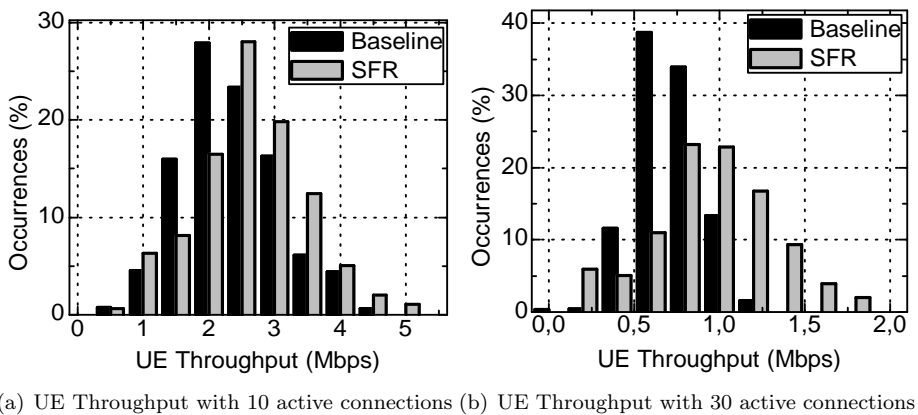 30
20
10
0
Occurrences (%)
Baseline
SFR
0 1 2 3 4 5
UE Throughput (Mbps)
40
30
20
10
0
Occurrences (%)
Baseline
SFR
0,0 0,5 1,0 1,5 2,0
UE Throughput (Mbps)
a) UE Throughput with 10 active connections (b) UE Throughput with 30 active connections